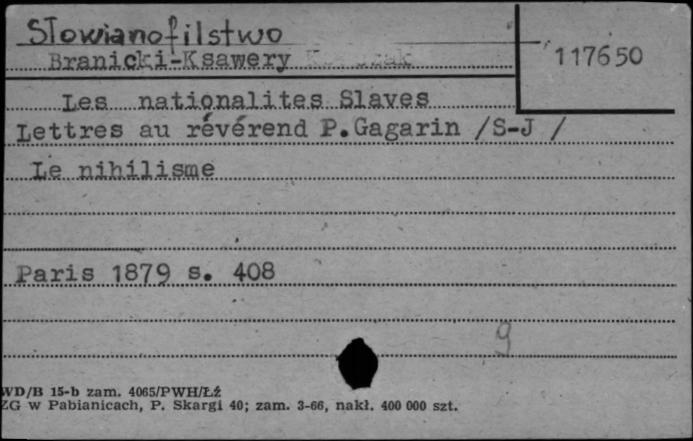 Słowianofilstwo
Branicki-Ksawery
117650
Les nationalites Slaves
Lettres au révérend P.Gagarin /S-J /
Le nihilisme
Paris 1879 s. 408
9
WD/B 15-b zam. 4065/PWH/Łź
ZG w Pabianicach, P. Skargi 40; zam. 3-66, nakł. 400 000 szt.